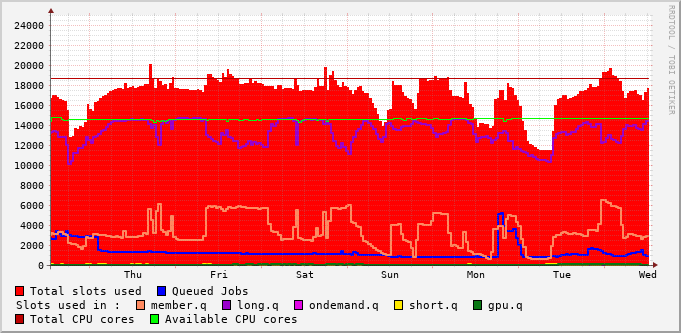 24000
22000
20000
18000
16000
14000
12000
10000
8000
6000
4000
2000
0
Thu Fri Sat Sun Mon Tue Wed
RRDTOOL / TOBI OETIKER
Total slots used Queued Jobs
Slots used in : member.q long.q ondemand.q short.q gpu.q
Total CPU cores Available CPU cores